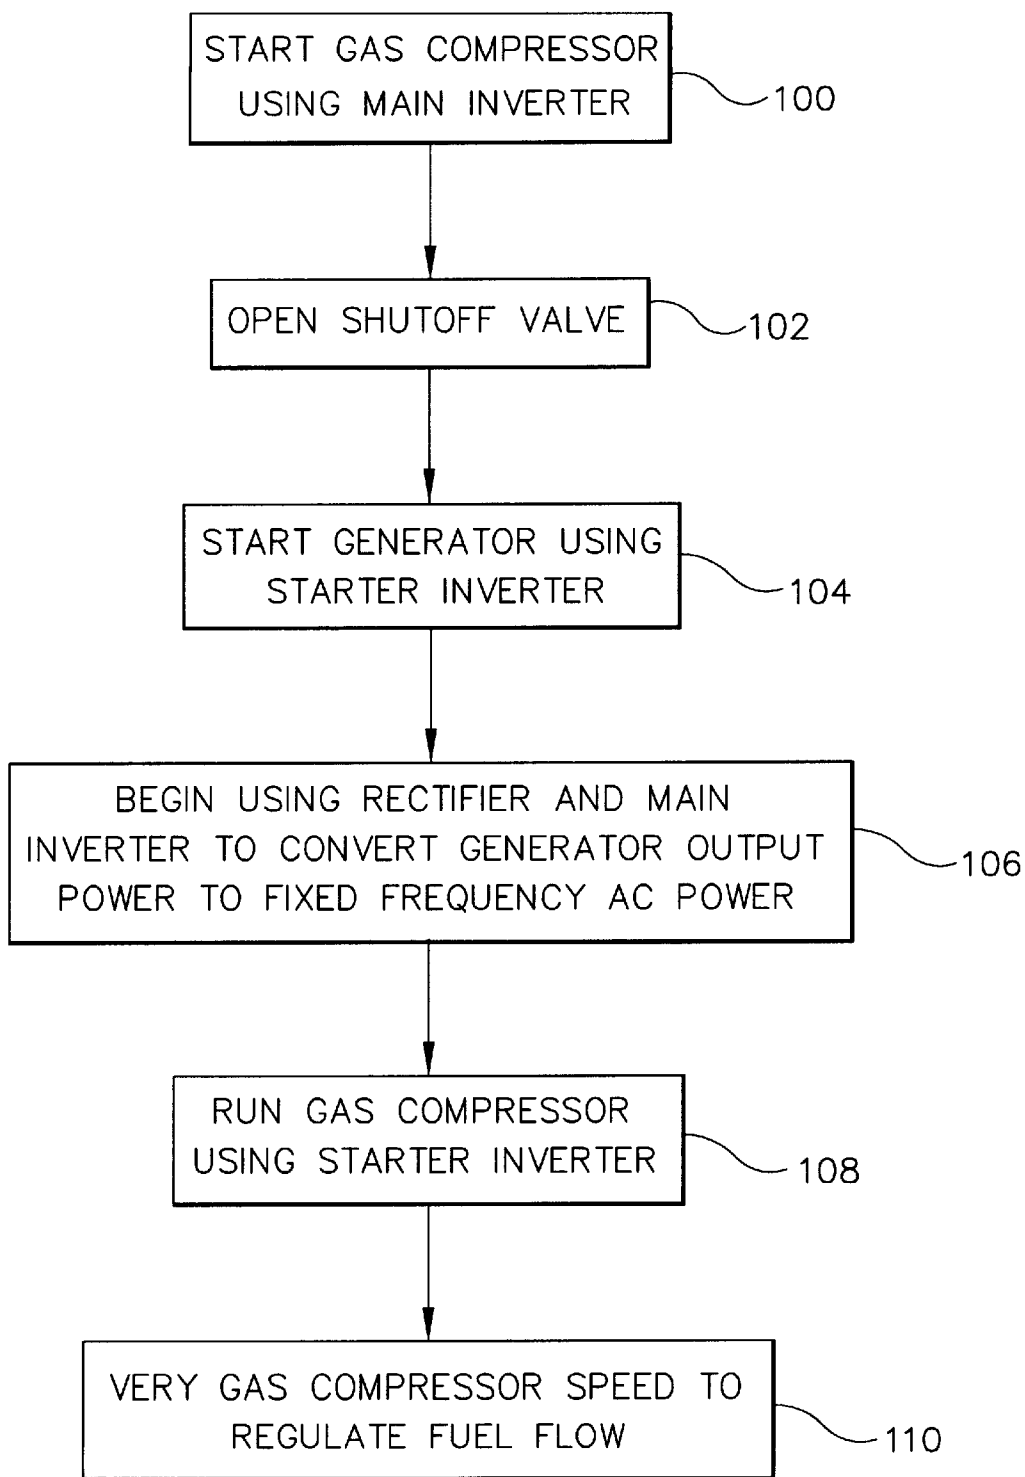 START GAS COMPRESSOR
USING MAIN INVERTER
100
OPEN SHUTOFF VALVE
102
START GENERATOR USING
STARTER INVERTER
104
BEGIN USING RECTIFIER AND MAIN
INVERTER TO CONVERT GENERATOR OUTPUT
POWER TO FIXED FREQUENCY AC POWER
106
RUN GAS COMPRESSOR
USING STARTER INVERTER
108
VERY GAS COMPRESSOR SPEED TO
REGULATE FUEL FLOW
110